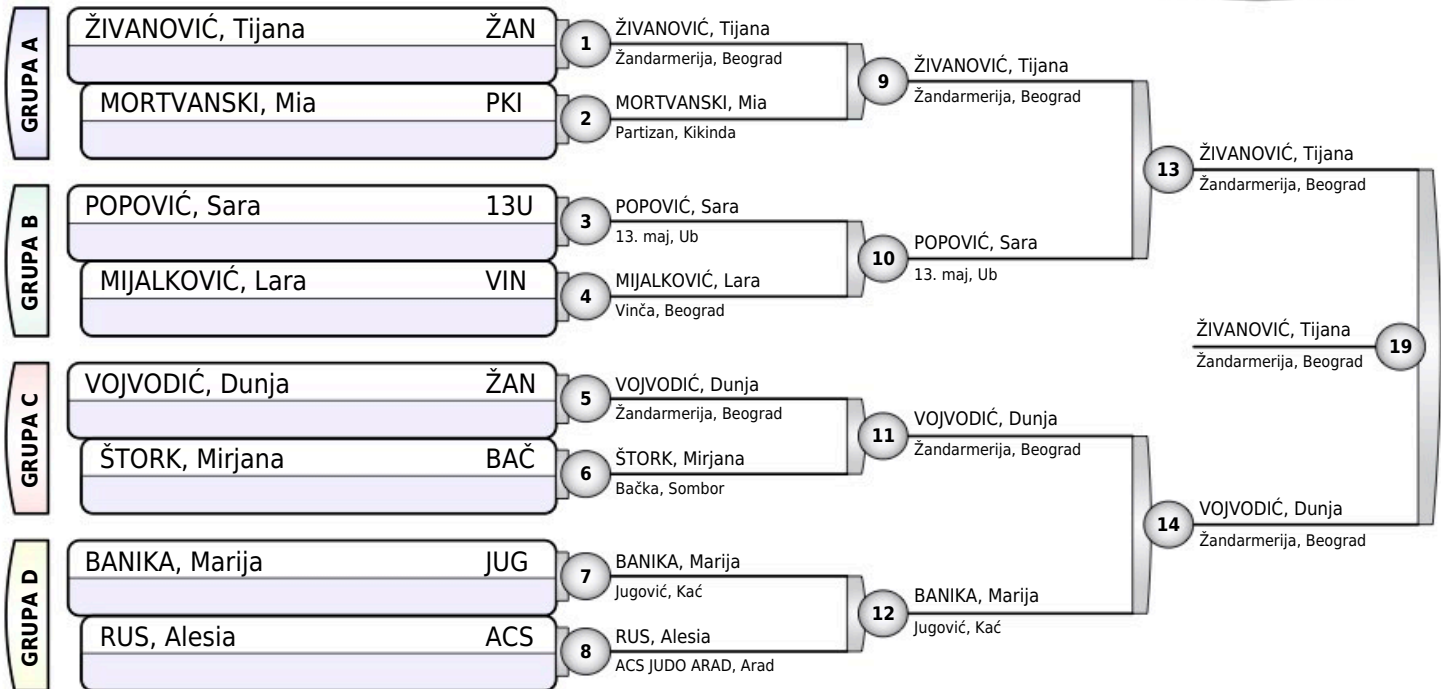 GRUPA A
ŽIVANOVIĆ, Tijana ŽAN
MORTVANSKI, Mia PKI
GRUPA B
POPOVIĆ, Sara 13U
MIJALKOVIĆ, Lara VIN
GRUPA C
VOJVODIĆ, Dunja ŽAN
ŠTORK, Mirjana BAČ
GRUPA D
BANIKA, Marija JUG
RUS, Alesia ACS
1
ŽIVANOVIĆ, Tijana
Žandarmerija, Beograd
2
MORTVANSKI, Mia
Partizan, Kikinda
3
POPOVIĆ, Sara
13. maj, Ub
4
MIJALKOVIĆ, Lara
Vinča, Beograd
5
VOJVODIĆ, Dunja
Žandarmerija, Beograd
6
ŠTORK, Mirjana
Bačka, Sombor
7
BANIKA, Marija
Jugović, Kać
8
RUS, Alesia
ACS JUDO ARAD, Arad
9
ŽIVANOVIĆ, Tijana
Žandarmerija, Beograd
10
POPOVIĆ, Sara
13. maj, Ub
11
VOJVODIĆ, Dunja
Žandarmerija, Beograd
12
BANIKA, Marija
Jugović, Kać
13
ŽIVANOVIĆ, Tijana
Žandarmerija, Beograd
14
VOJVODIĆ, Dunja
Žandarmerija, Beograd
ŽIVANOVIĆ, Tijana
Žandarmerija, Beograd
19